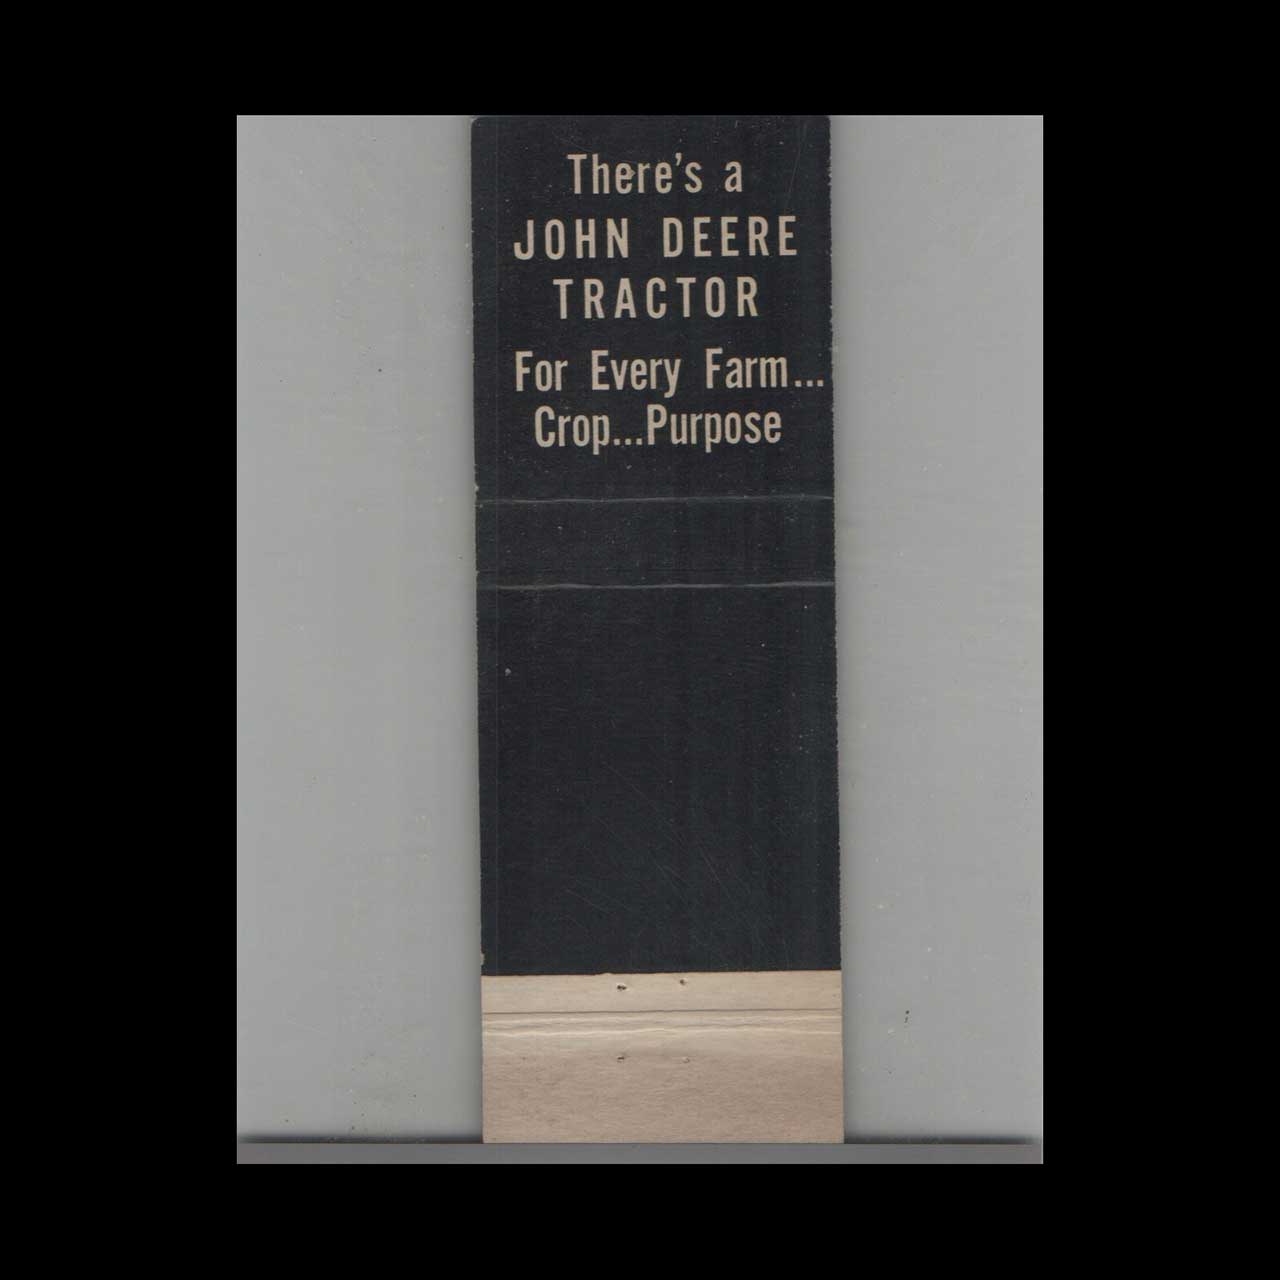 There's a
JOHN DEERE
TRACTOR
For Every Farm...
Crop...Purpose